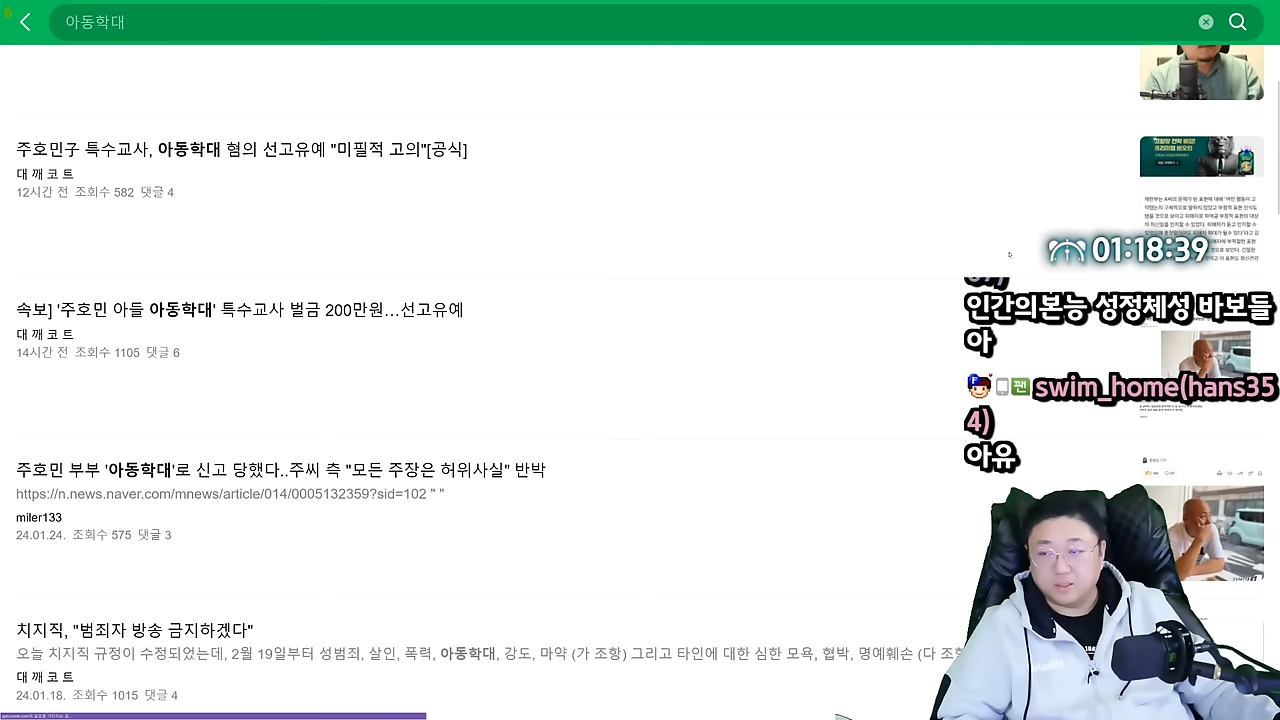 6
아동학대
주호민子 특수교사, 아동학대 혐의 선고유예 "미필적 고의"[공식]
대 깨 코 트
12시간 전 조회수 582 댓글 4
01:18:39
속보] '주호민 아들 아동학대' 특수교사 벌금 200만원...선고유예
대 깨 코 트
14시간 전 조회수 1105 댓글 6
인간의본능 성정체성 바보들
아
swim_home(hans35
4)
아유
주호민 부부 '아동학대'로 신고 당했다..주씨 측 "모든 주장은 허위사실" 반박
https://n.news.naver.com/mnews/article/014/0005132359?sid=102 " "
miler133
24.01.24. 조회수 575 댓글 3
치지직, "범죄자 방송 금지하겠다"
오늘 치지직 규정이 수정되었는데, 2월 19일부터 성범죄, 살인, 폭력, 아동학대, 강도, 마약 (가 조항) 그리고 타인에 대한 심한 모욕, 협박, 명예훼손 (다 조항
대 깨 코 트
24.01.18. 조회수 1015 댓글 4